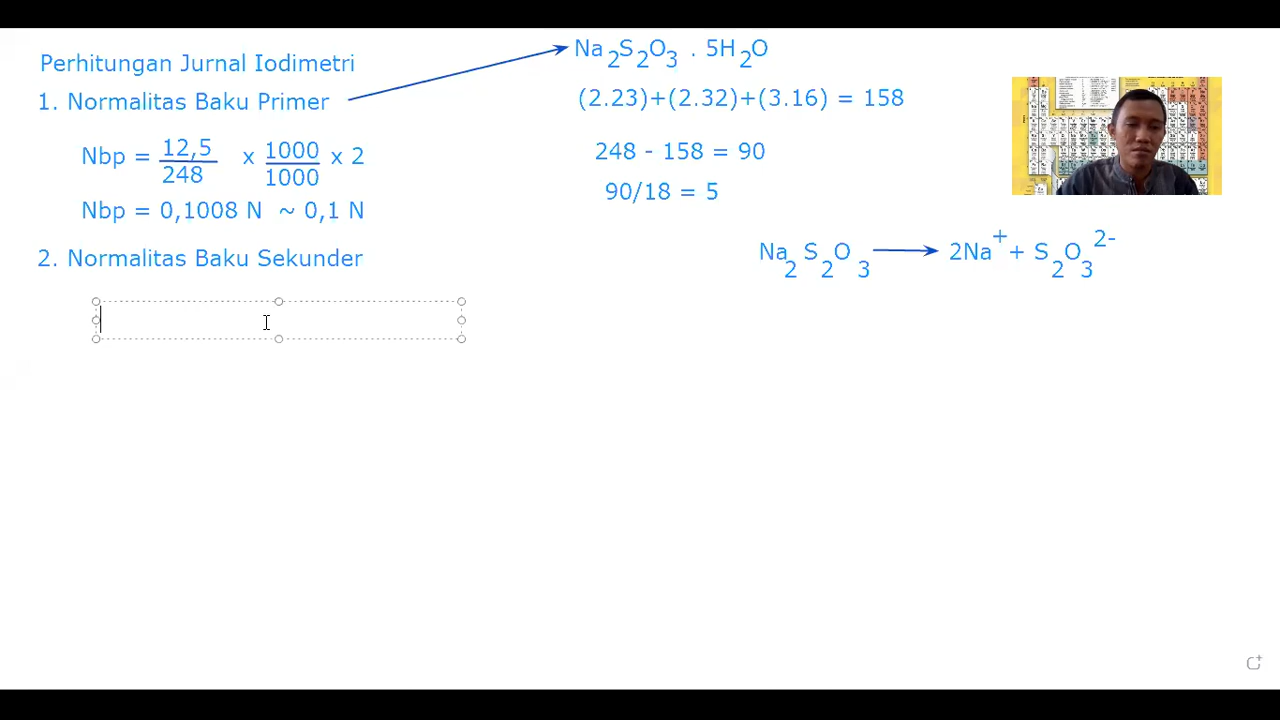 Perhitungan Jurnal Iodimetri
1. Normalitas Baku Primer
Nbp = 12,5/248 x 1000/1000 x 2
Nbp = 0,1008 N ~ 0,1 N
2. Normalitas Baku Sekunder
Na2S2O3 . 5H2O
(2.23)+(2.32)+(3.16) = 158
248 - 158 = 90
90/18 = 5
Na2S2O3 → 2Na+ + S2O3 2-